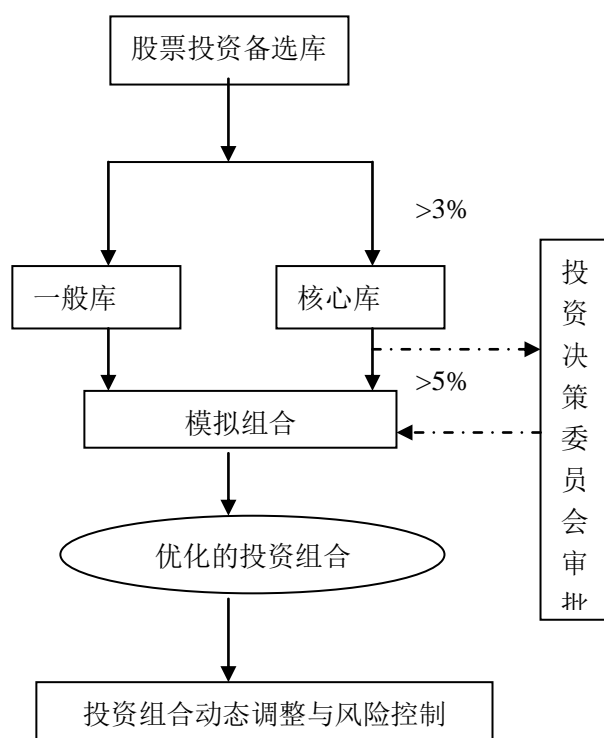 股票投资备选库
>3%
一般库
核心库
投资决策委员会审批
>5%
模拟组合
优化的投资组合
投资组合动态调整与风险控制